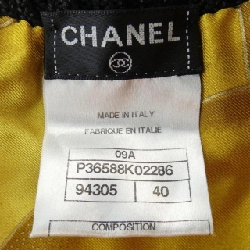 CHANEL
MADE IN ITALY
FABRIQUE EN ITALIE
09A
P36588K02286
94305 40
COMPOSITION